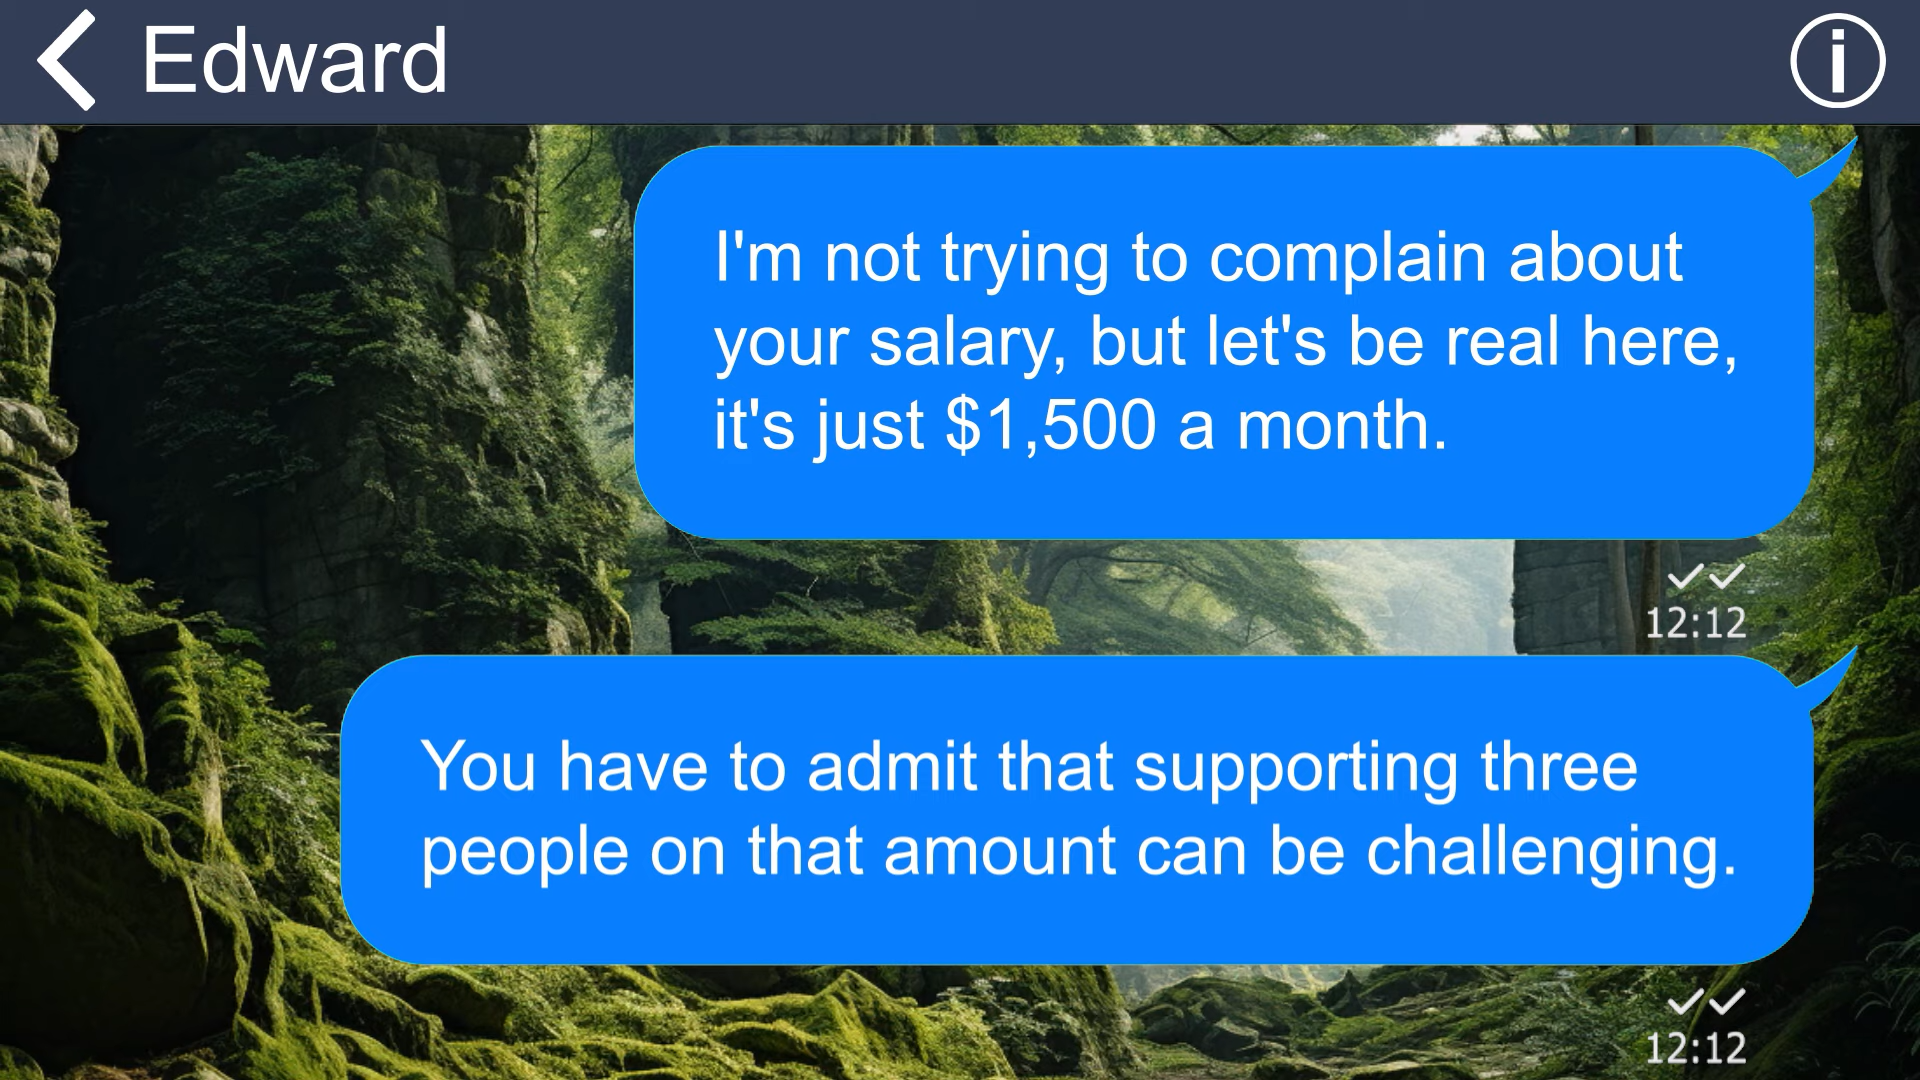 Edward
I'm not trying to complain about
your salary, but let's be real here,
it's just $1,500 a month.
12:12
You have to admit that supporting three
people on that amount can be challenging.
12:12